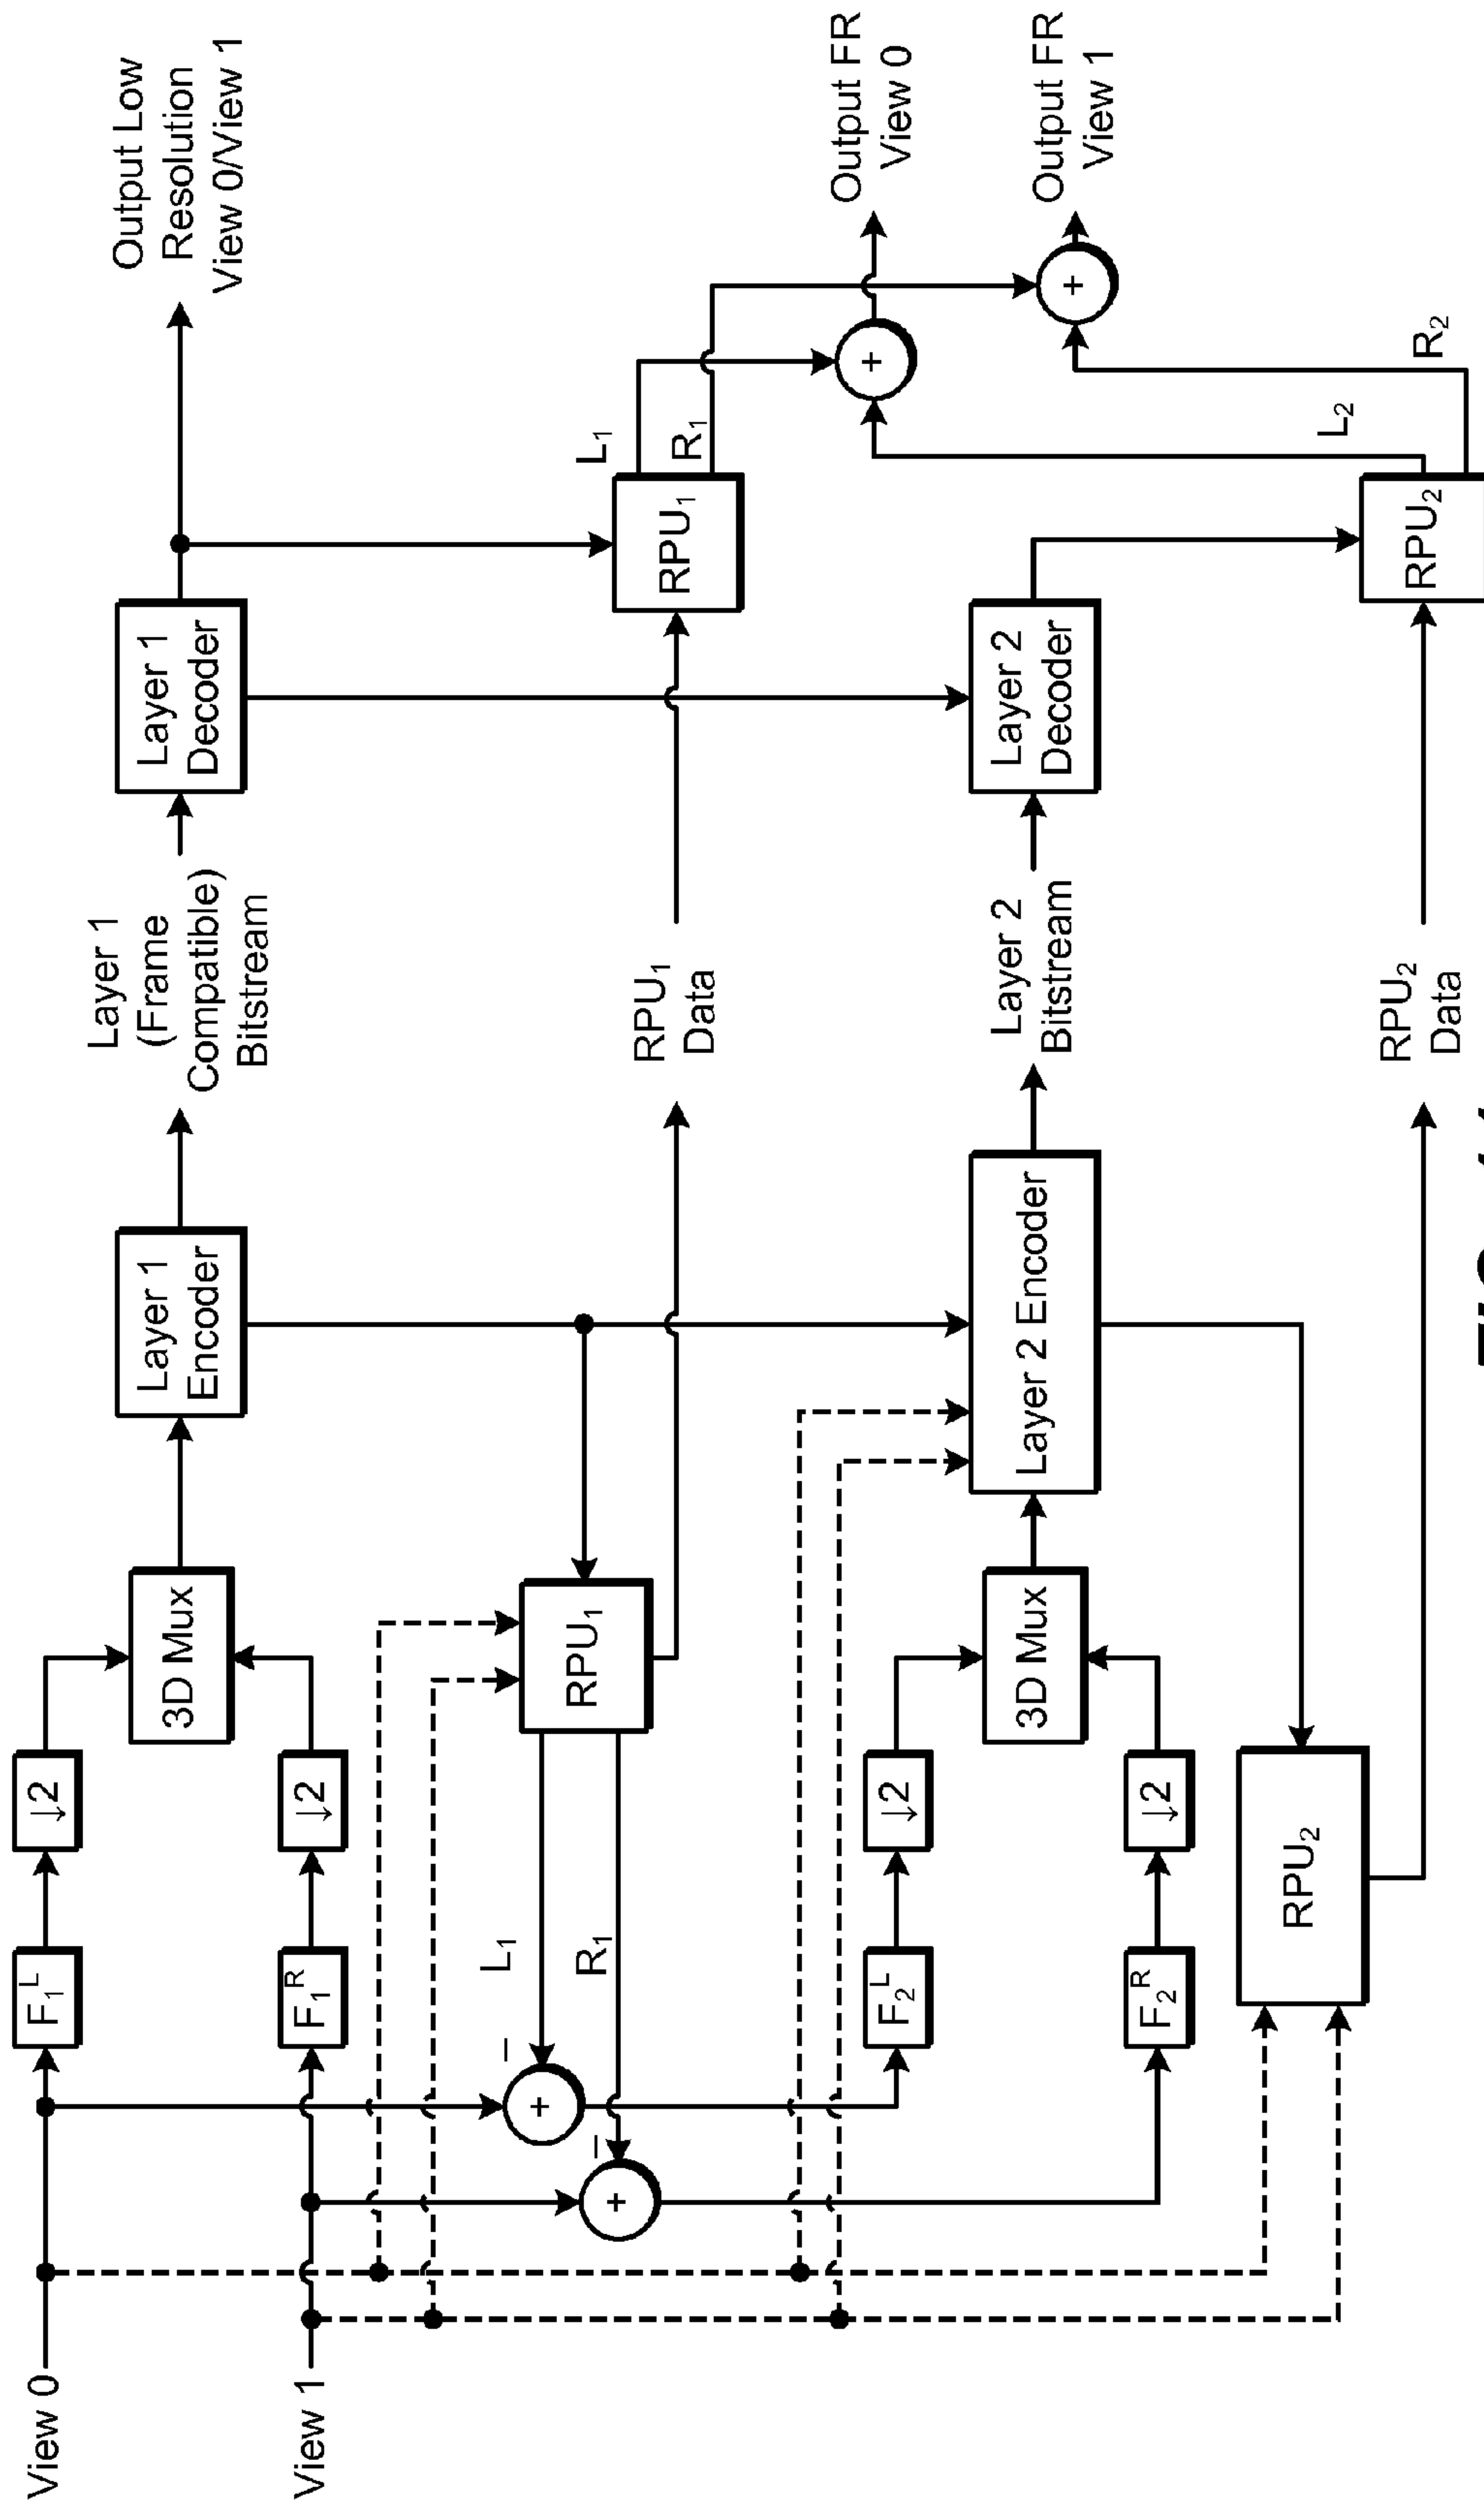 View 0
F₁ᴸ
↓2
3D Mux
Layer 1
Encoder
Layer 1
(Frame
Compatible)
Bitstream
Layer 1
Decoder
Output Low
Resolution
View 0/View 1
View 1
F₁ᴿ
↓2
−
+
L₁
−
+
R₁
RPU₁
RPU₁
Data
RPU₁
L₁
R₁
+
Output FR
View 0
F₂ᴸ
↓2
3D Mux
Layer 2 Encoder
Layer 2
Bitstream
Layer 2
Decoder
+
Output FR
View 1
F₂ᴿ
↓2
RPU₂
RPU₂
Data
RPU₂
L₂
R₂